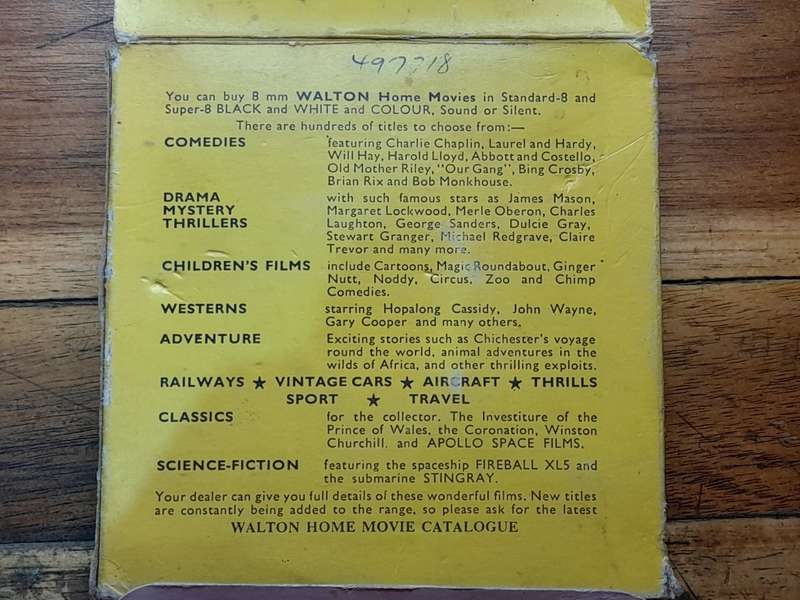 You can buy 8 mm WALTON Home Movies in Standard-8 and
Super-8 BLACK and WHITE and COLOUR, Sound or Silent.
There are hundreds of titles to choose from:—
COMEDIES featuring Charlie Chaplin, Laurel and Hardy,
Will Hay, Harold Lloyd, Abbott and Costello,
Old Mother Riley, "Our Gang", Bing Crosby,
Brian Rix and Bob Monkhouse.
DRAMA with such famous stars as James Mason,
MYSTERY Margaret Lockwood, Merle Oberon, Charles
THRILLERS Laughton, George Sanders, Dulcie Gray,
Stewart Granger, Michael Redgrave, Claire
Trevor and many more.
CHILDREN'S FILMS include Cartoons, Magic Roundabout, Ginger
Nutt, Noddy, Circus, Zoo and Chimp
Comedies.
WESTERNS starring Hopalong Cassidy, John Wayne,
Gary Cooper and many others.
ADVENTURE Exciting stories such as Chichester's voyage
round the world, animal adventures in the
wilds of Africa, and other thrilling exploits.
RAILWAYS ★ VINTAGE CARS ★ AIRCRAFT ★ THRILLS
SPORT ★ TRAVEL
CLASSICS for the collector. The Investiture of the
Prince of Wales, the Coronation, Winston
Churchill, and APOLLO SPACE FILMS.
SCIENCE-FICTION featuring the spaceship FIREBALL XL5 and
the submarine STINGRAY.
Your dealer can give you full details of these wonderful films. New titles
are constantly being added to the range, so please ask for the latest
WALTON HOME MOVIE CATALOGUE